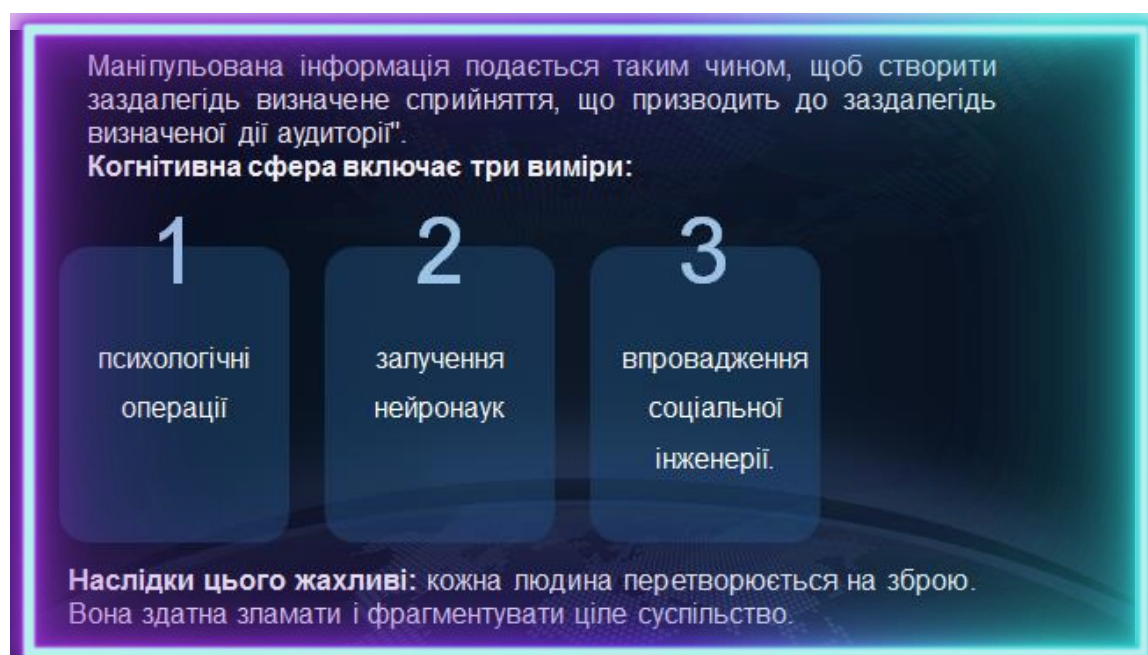 Маніпульована інформація подається таким чином, щоб створити
заздалегідь визначене сприйняття, що призводить до заздалегідь
визначеної дії аудиторії".
Когнітивна сфера включає три виміри:
1
психологічні
операції
2
залучення
нейронаук
3
впровадження
соціальної
інженерії.
Наслідки цього жахливі: кожна людина перетворюється на зброю.
Вона здатна зламати і фрагментувати ціле суспільство.